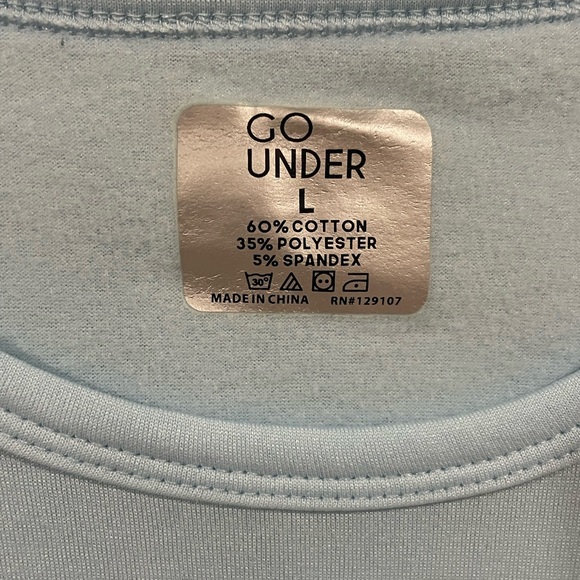 GO
UNDER
L
60% COTTON
35% POLYESTER
5% SPANDEX
30°
MADE IN CHINA RN#129107